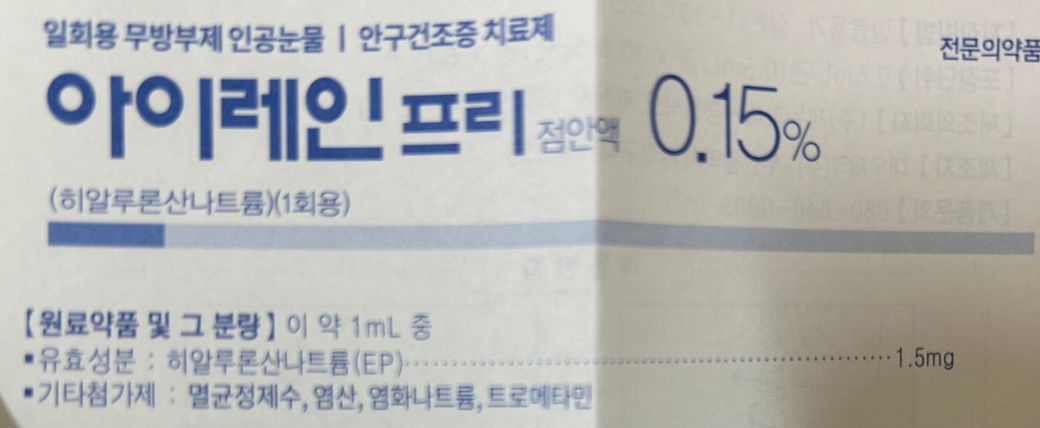 일회용 무방부제 인공눈물 | 안구건조증 치료제
전문의약품
아이레인 프리 점안액 0.15%
(히알루론산나트륨)(1회용)
【원료약품 및 그 분량】 이 약 1mL 중
▪유효성분 : 히알루론산나트륨(EP)·······················································1.5mg
▪기타첨가제 : 멸균정제수, 염산, 염화나트륨, 트로메타민